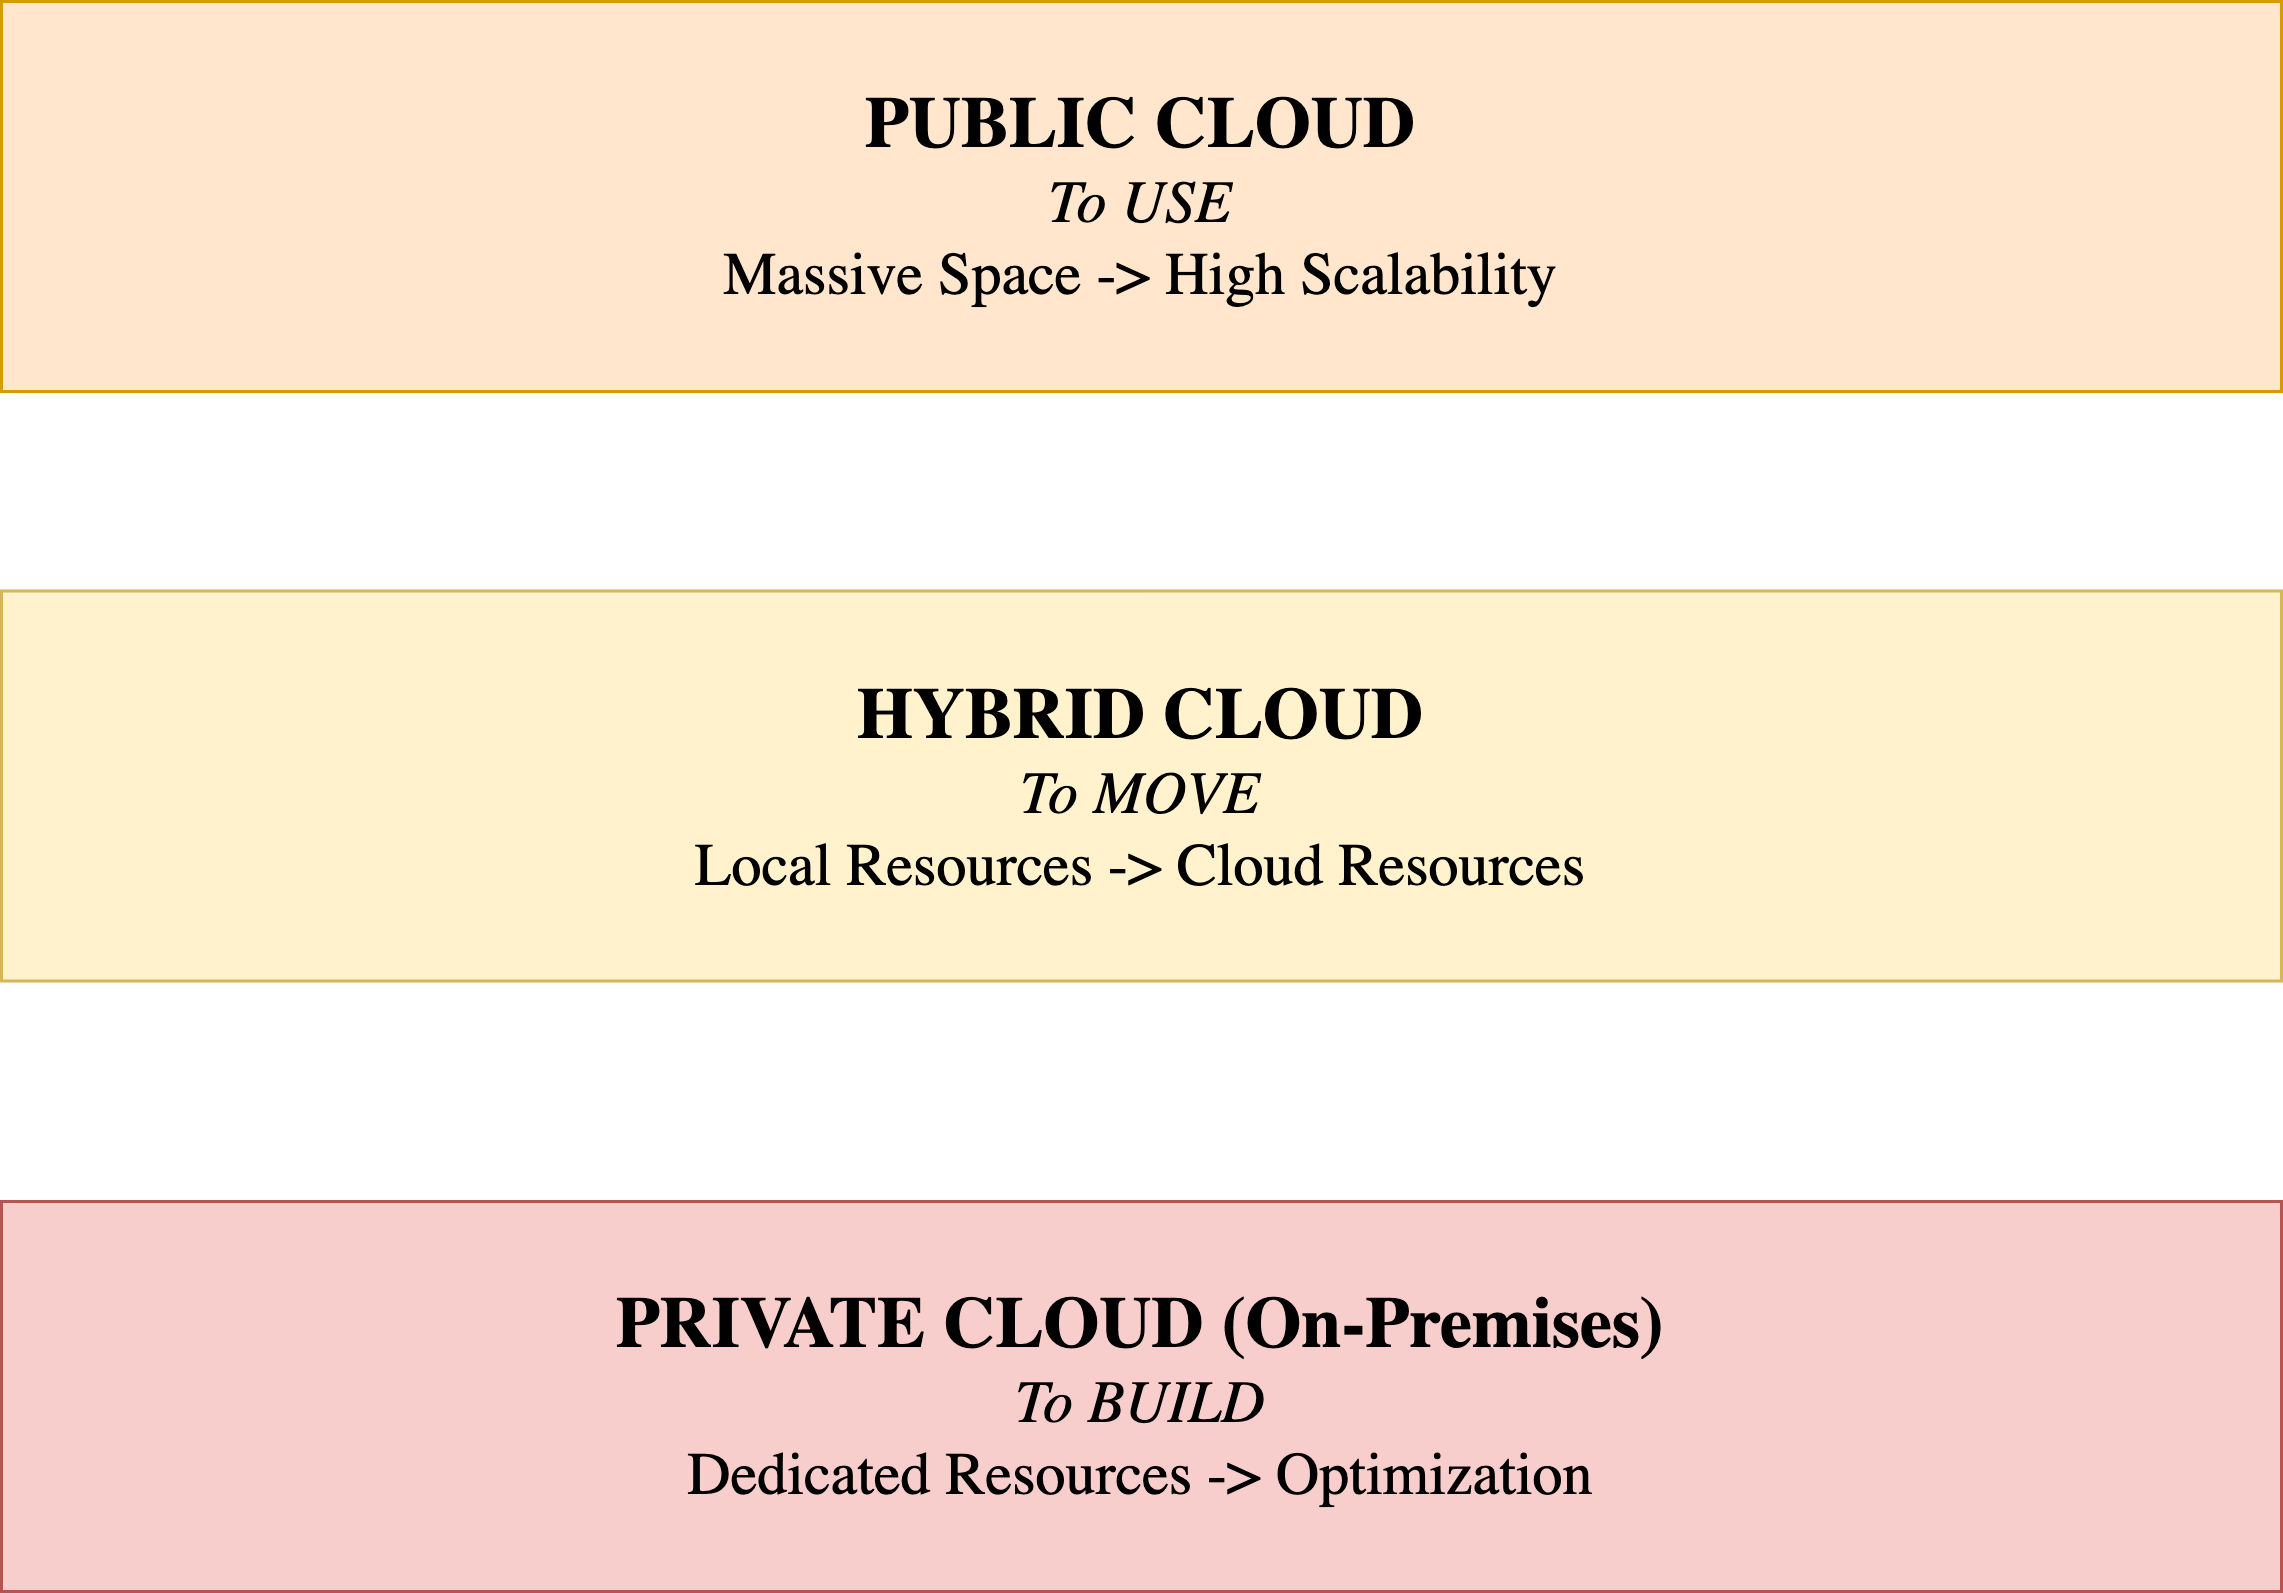 PUBLIC CLOUD
To USE
Massive Space -> High Scalability
HYBRID CLOUD
To MOVE
Local Resources -> Cloud Resources
PRIVATE CLOUD (On-Premises)
To BUILD
Dedicated Resources -> Optimization